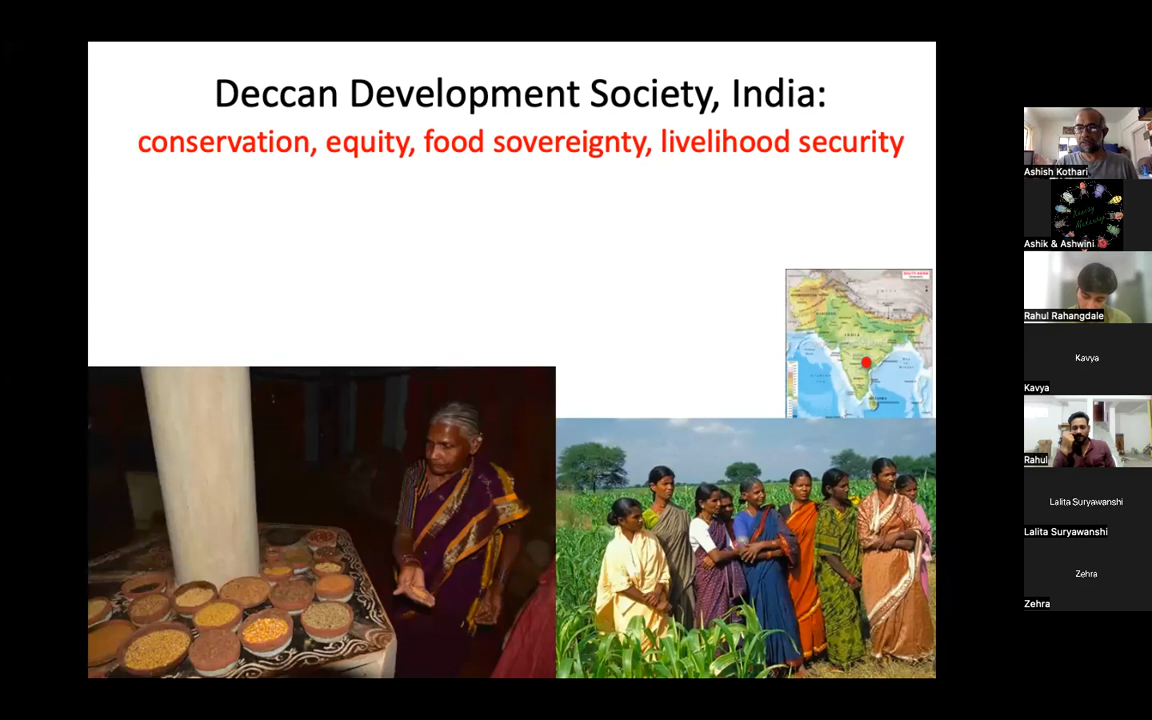 Deccan Development Society, India:
conservation, equity, food sovereignty, livelihood security
INDIA
Ashish Kothari
Ashik & Ashwini
Rahul Rahangdale
Kavya
Kavya
Rahul
Lalita Suryawanshi
Lalita Suryawanshi
Zehra
Zehra